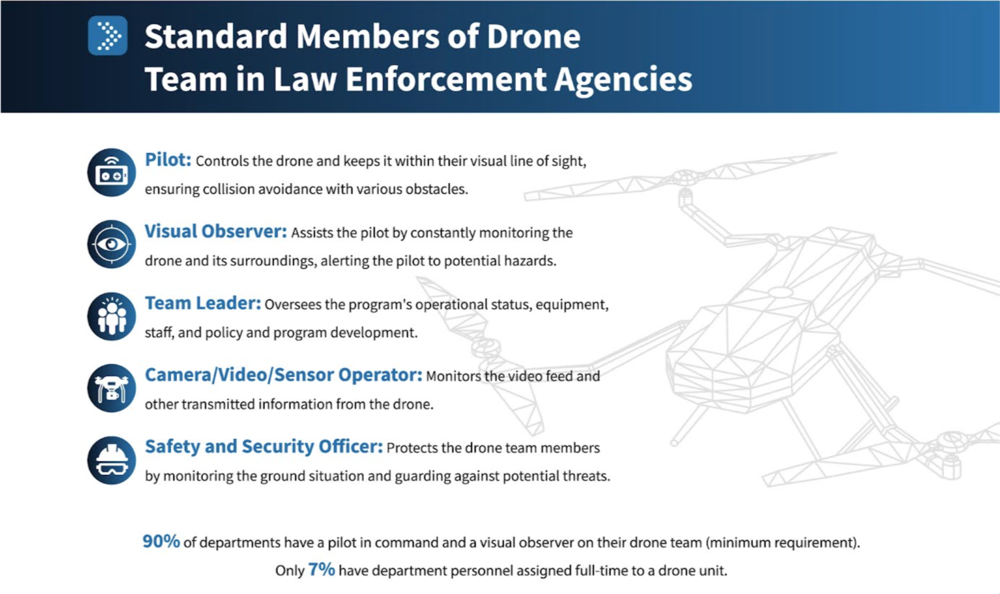 Standard Members of Drone
Team in Law Enforcement Agencies
Pilot: Controls the drone and keeps it within their visual line of sight,
ensuring collision avoidance with various obstacles.
Visual Observer: Assists the pilot by constantly monitoring the
drone and its surroundings, alerting the pilot to potential hazards.
Team Leader: Oversees the program's operational status, equipment,
staff, and policy and program development.
Camera/Video/Sensor Operator: Monitors the video feed and
other transmitted information from the drone.
Safety and Security Officer: Protects the drone team members
by monitoring the ground situation and guarding against potential threats.
90% of departments have a pilot in command and a visual observer on their drone team (minimum requirement).
Only 7% have department personnel assigned full-time to a drone unit.